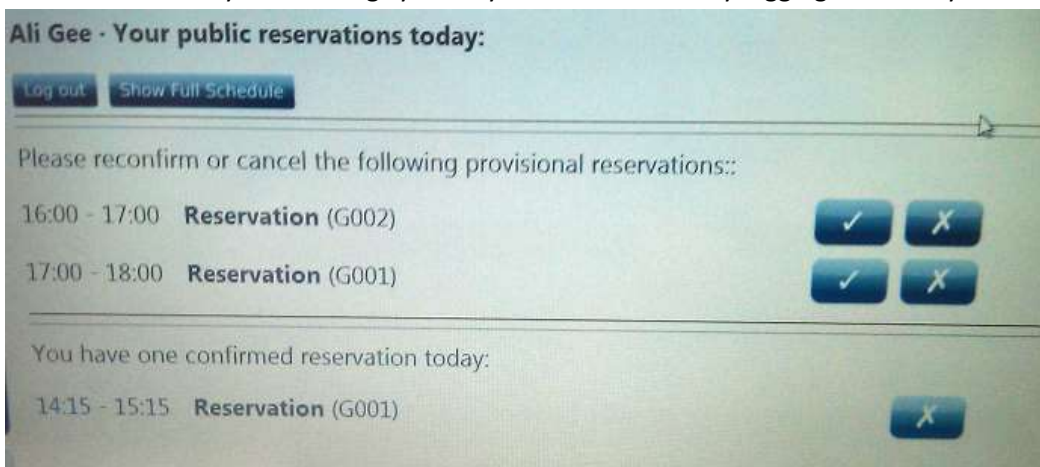 Ali Gee - Your public reservations today:
Log out Show Full Schedule
Please reconfirm or cancel the following provisional reservations::
16:00 - 17:00 Reservation (G002) ✓ ✗
17:00 - 18:00 Reservation (G001) ✓ ✗
You have one confirmed reservation today:
14:15 - 15:15 Reservation (G001) ✗